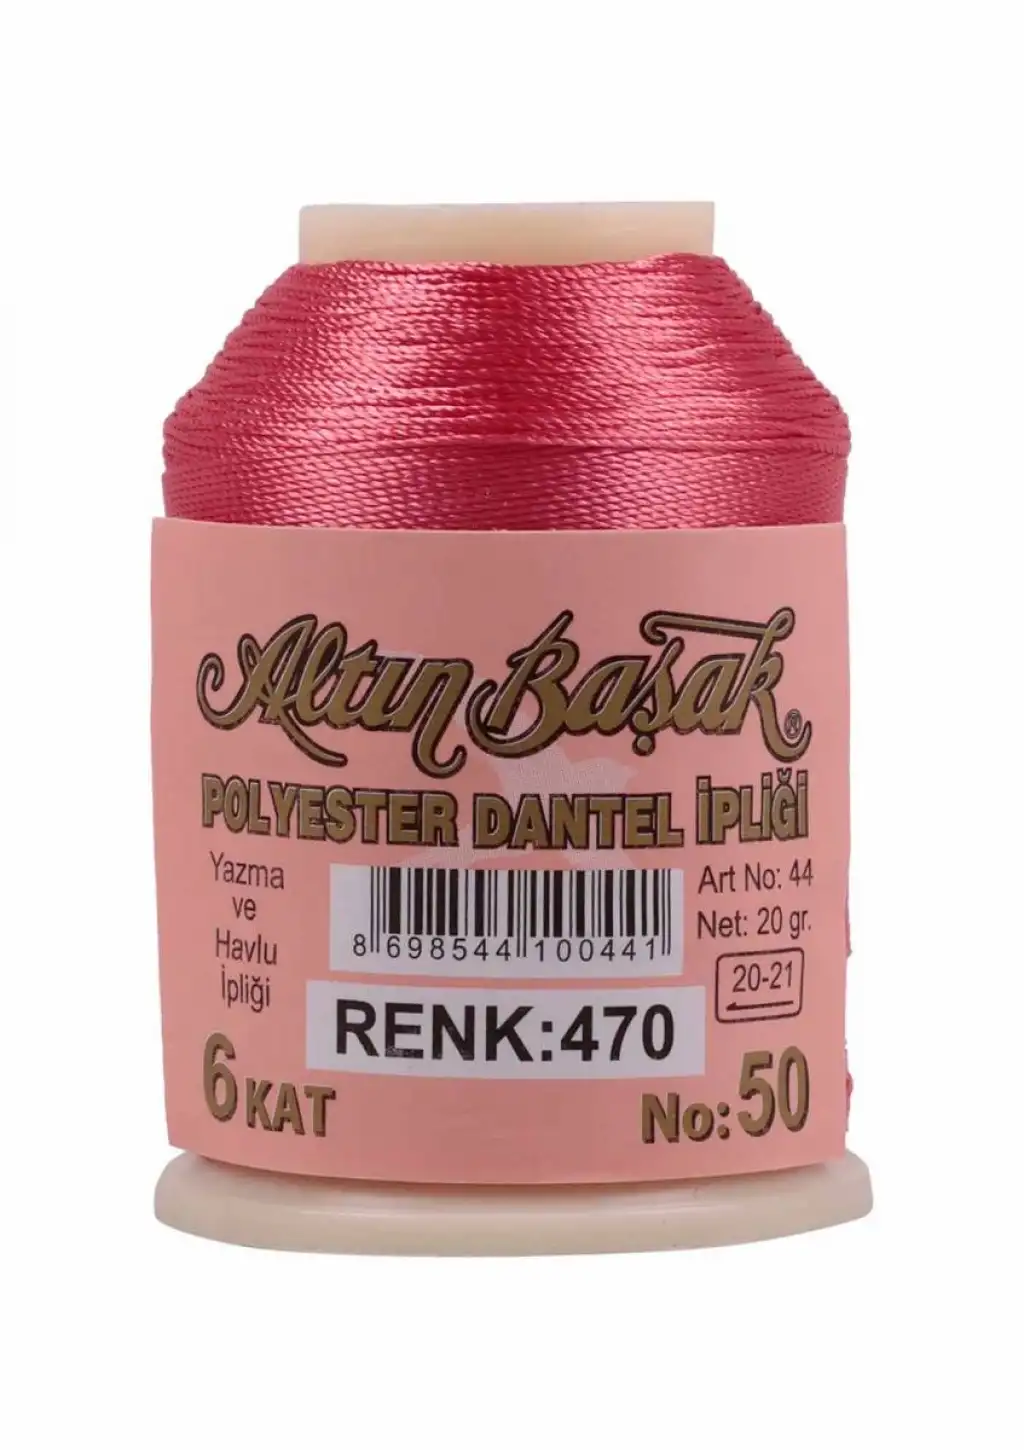 Altın Başak ®
POLYESTER DANTEL İPLİĞİ
Yazma
ve
Havlu
İpliği
8 698544 100441
Art No: 44
Net: 20 gr.
20-21
RENK:470
6 KAT
No: 50